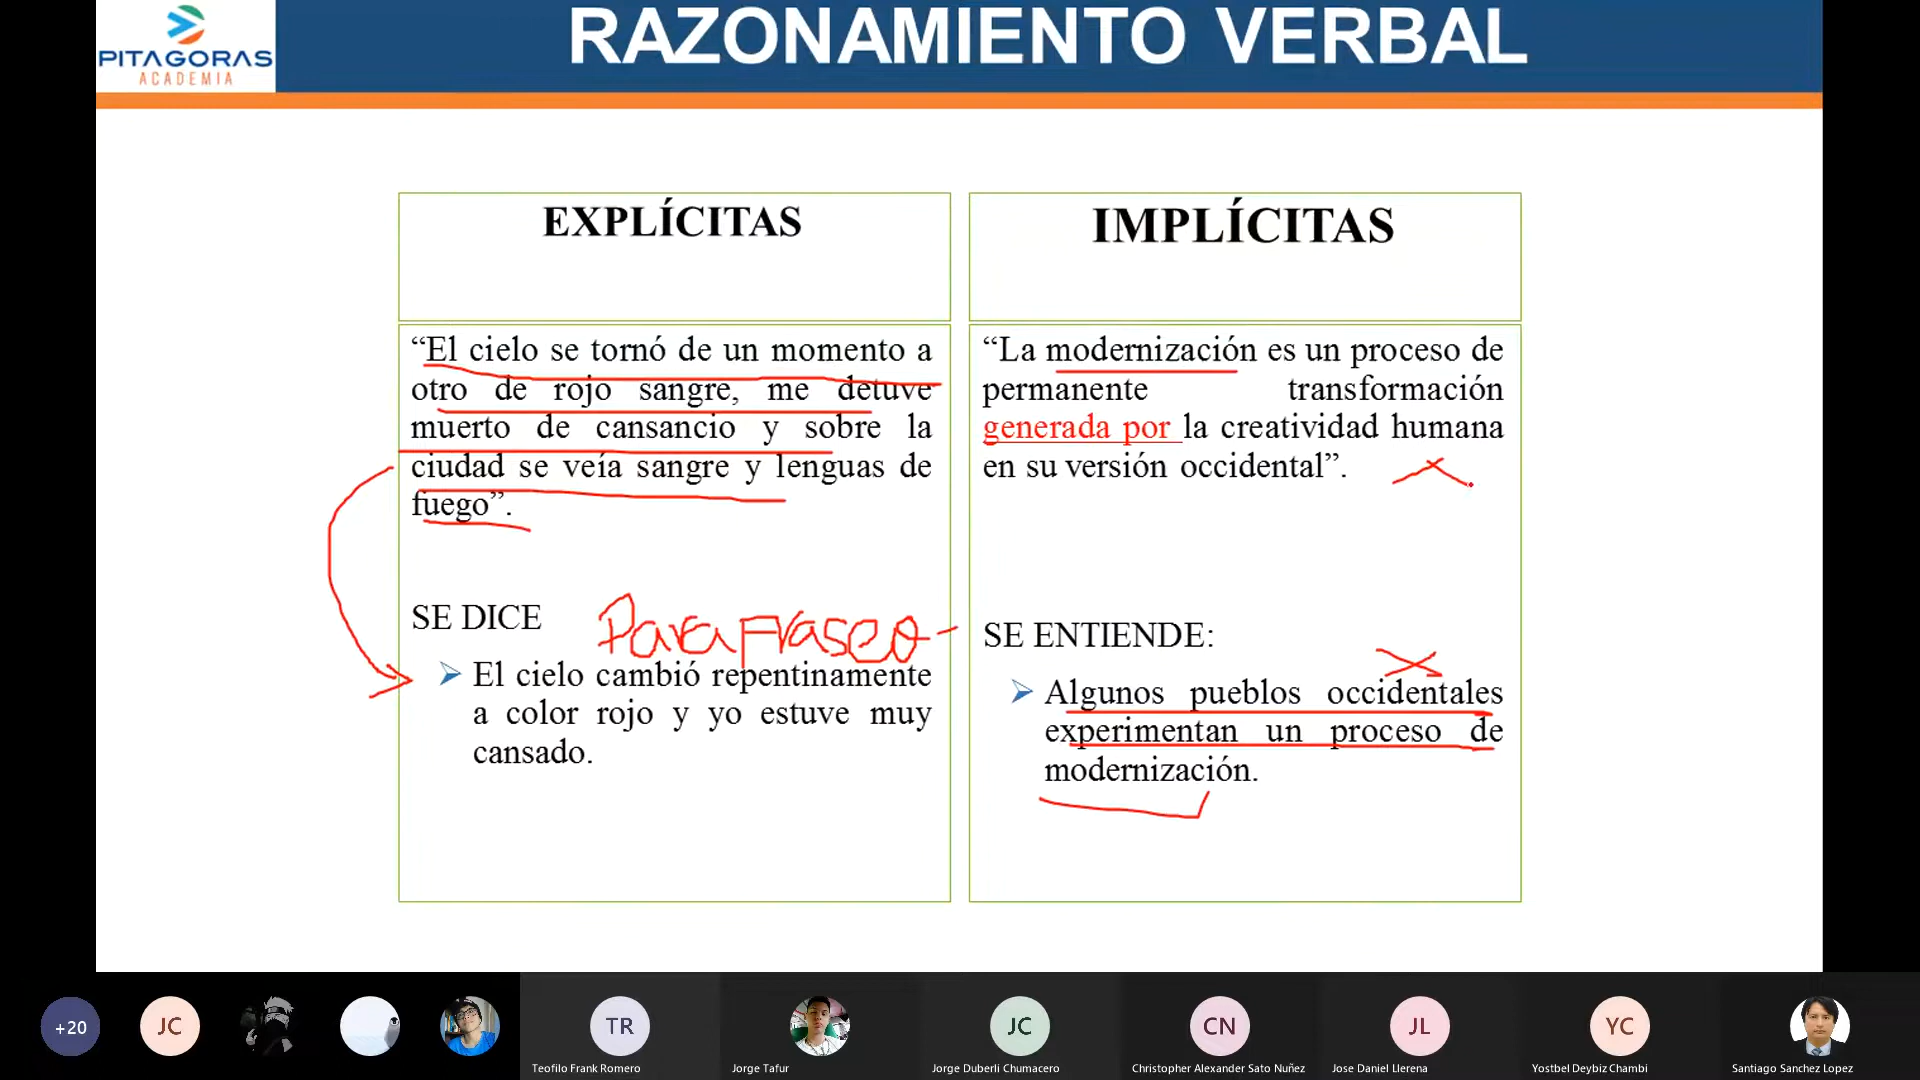 PITAGORAS
ACADEMIA
RAZONAMIENTO VERBAL
EXPLÍCITAS
“El cielo se tornó de un momento a
otro de rojo sangre, me detuve
muerto de cansancio y sobre la
ciudad se veía sangre y lenguas de
fuego”.
SE DICE
Parafraseo
El cielo cambió repentinamente
a color rojo y yo estuve muy
cansado.
IMPLÍCITAS
“La modernización es un proceso de
permanente transformación
generada por la creatividad humana
en su versión occidental”.
SE ENTIENDE:
Algunos pueblos occidentales
experimentan un proceso de
modernización.
+20
JC
TR
JC
CN
JL
YC
Teofilo Frank Romero
Jorge Tafur
Jorge Duberli Chumacero
Christopher Alexander Sato Nuñez
Jose Daniel Llerena
Yostbel Deybiz Chambi
Santiago Sanchez Lopez